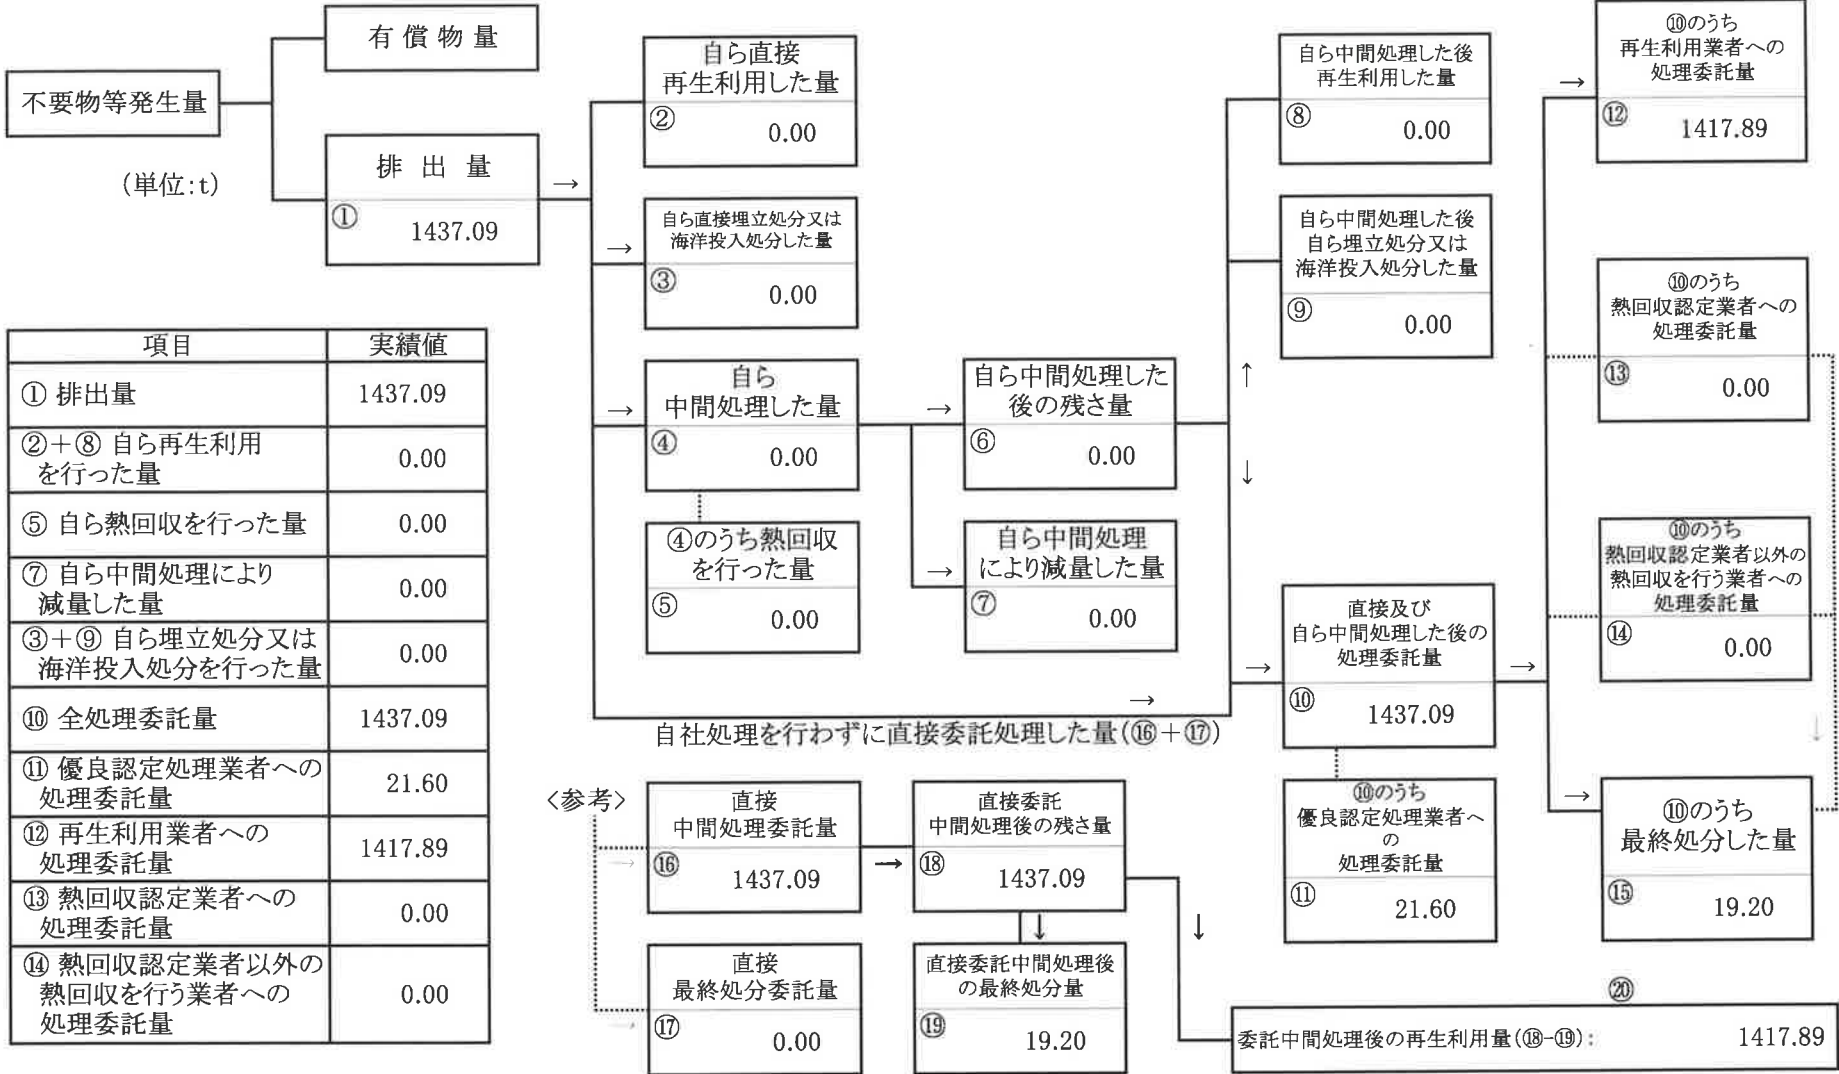 不要物等発生量
(単位:t)
有償物量
排出量
① 1437.09
→
自ら直接
再生利用した量
② 0.00
→
自ら直接埋立処分又は
海洋投入処分した量
③ 0.00
→
自ら
中間処理した量
④ 0.00
④のうち熱回収
を行った量
⑤ 0.00
→
自ら中間処理した
後の残さ量
⑥ 0.00
→
自ら中間処理
により減量した量
⑦ 0.00
↑
↓
自ら中間処理した後
再生利用した量
⑧ 0.00
自ら中間処理した後
自ら埋立処分又は
海洋投入処分した量
⑨ 0.00
→
自社処理を行わずに直接委託処理した量(⑯+⑰)
→
直接及び
自ら中間処理した後の
処理委託量
⑩ 1437.09
→
⑩のうち
優良認定処理業者へ
の
処理委託量
⑪ 21.60
→
⑩のうち
再生利用業者への
処理委託量
⑫ 1417.89
⑩のうち
熱回収認定業者への
処理委託量
⑬ 0.00
⑩のうち
熱回収認定業者以外の
熱回収を行う業者への
処理委託量
⑭ 0.00
↓
→
⑩のうち
最終処分した量
⑮ 19.20
項目 実績値
① 排出量 1437.09
②+⑧ 自ら再生利用
を行った量 0.00
⑤ 自ら熱回収を行った量 0.00
⑦ 自ら中間処理により
減量した量 0.00
③+⑨ 自ら埋立処分又は
海洋投入処分を行った量 0.00
⑩ 全処理委託量 1437.09
⑪ 優良認定処理業者への
処理委託量 21.60
⑫ 再生利用業者への
処理委託量 1417.89
⑬ 熱回収認定業者への
処理委託量 0.00
⑭ 熱回収認定業者以外の
熱回収を行う業者への
処理委託量 0.00
<参考>
→
直接
中間処理委託量
⑯ 1437.09
→
直接委託
中間処理後の残さ量
⑱ 1437.09
→
直接
最終処分委託量
⑰ 0.00
↓
直接委託中間処理後
の最終処分量
⑲ 19.20
↓
⑳
委託中間処理後の再生利用量(⑱-⑲): 1417.89